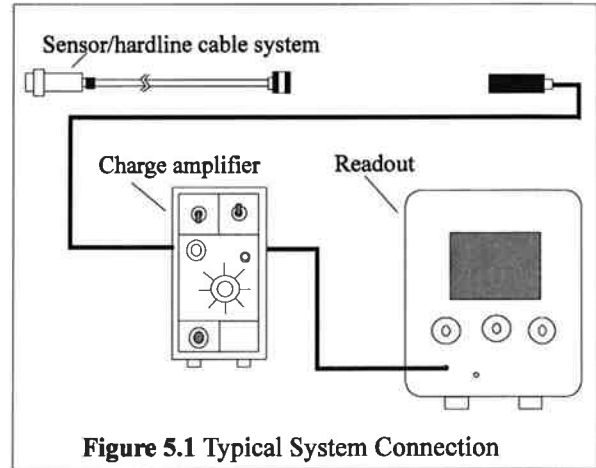 Sensor/hardline cable system
Charge amplifier
Readout
Figure 5.1 Typical System Connection